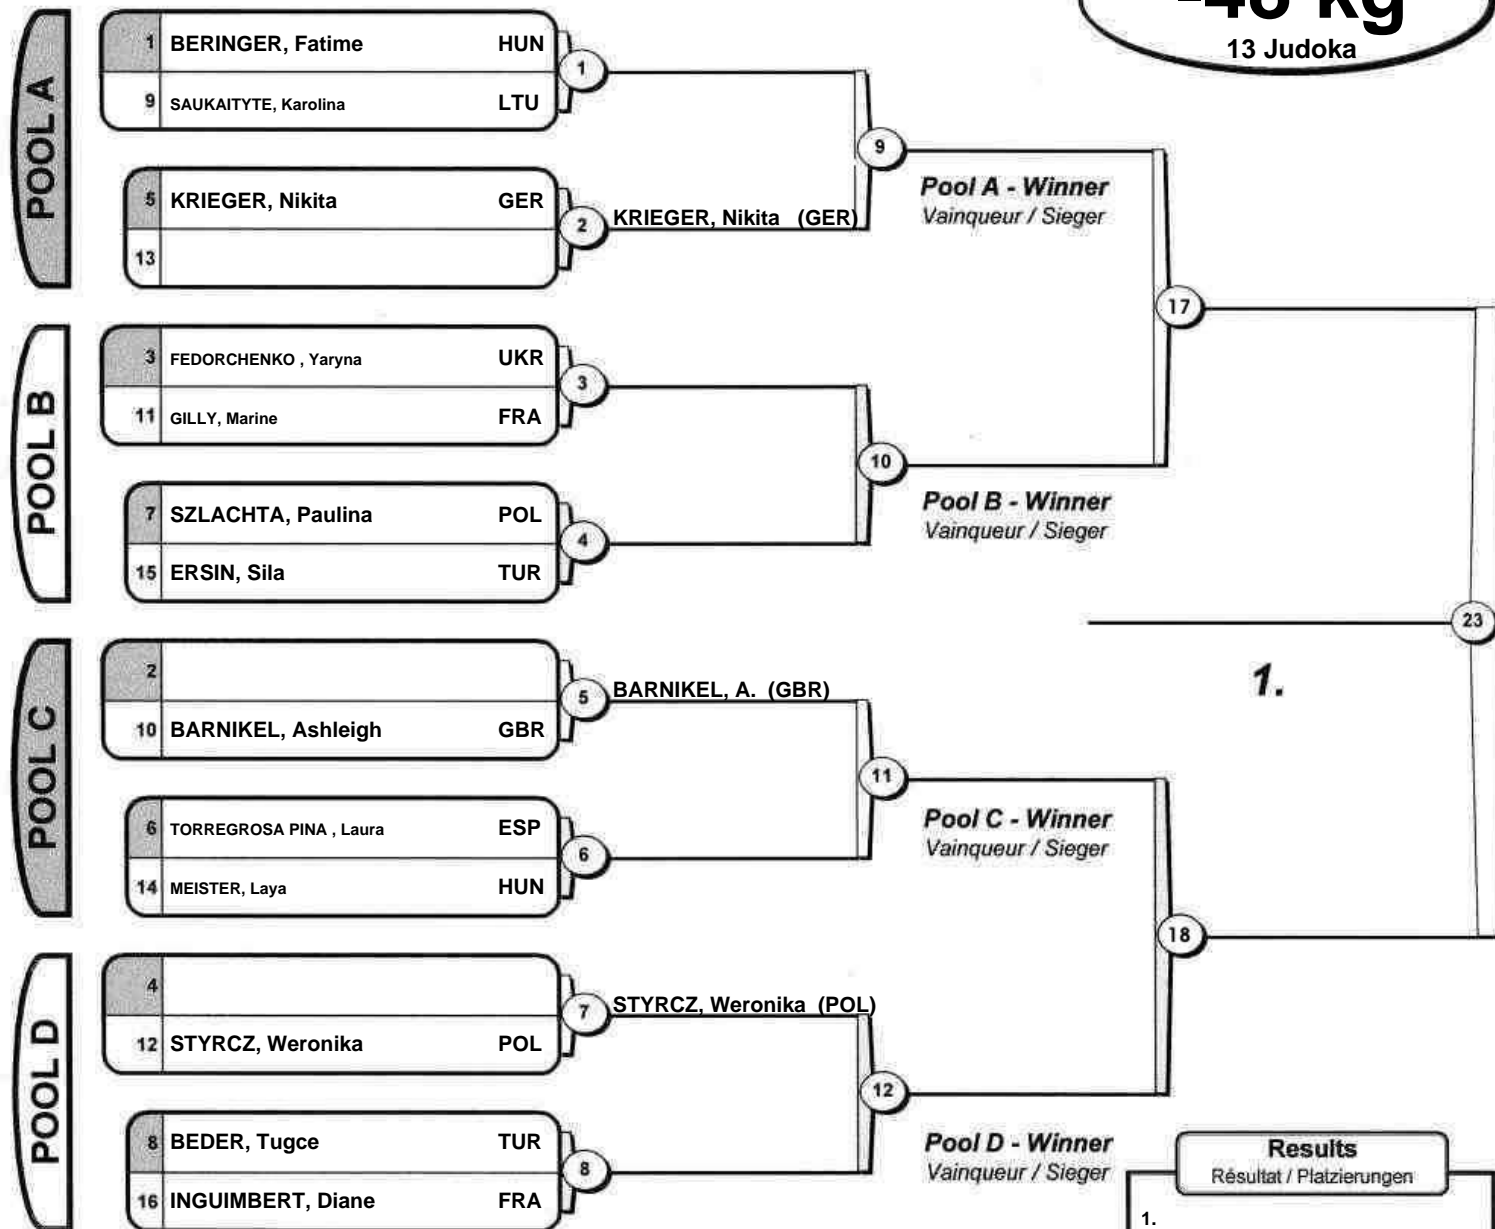 -48 kg
13 Judoka
POOL A
1 BERINGER, Fatime HUN
9 SAUKAITYTE, Karolina LTU
1
5 KRIEGER, Nikita GER
13
2
KRIEGER, Nikita (GER)
9
Pool A - Winner
Vainqueur / Sieger
17
POOL B
3 FEDORCHENKO , Yaryna UKR
11 GILLY, Marine FRA
3
7 SZLACHTA, Paulina POL
15 ERSIN, Sila TUR
4
10
Pool B - Winner
Vainqueur / Sieger
23
1.
POOL C
2
10 BARNIKEL, Ashleigh GBR
5
BARNIKEL, A. (GBR)
6 TORREGROSA PINA , Laura ESP
14 MEISTER, Laya HUN
6
11
Pool C - Winner
Vainqueur / Sieger
18
POOL D
4
12 STYRCZ, Weronika POL
7
STYRCZ, Weronika (POL)
8 BEDER, Tugce TUR
16 INGUIMBERT, Diane FRA
8
12
Pool D - Winner
Vainqueur / Sieger
Results
Résultat / Platzierungen
1.